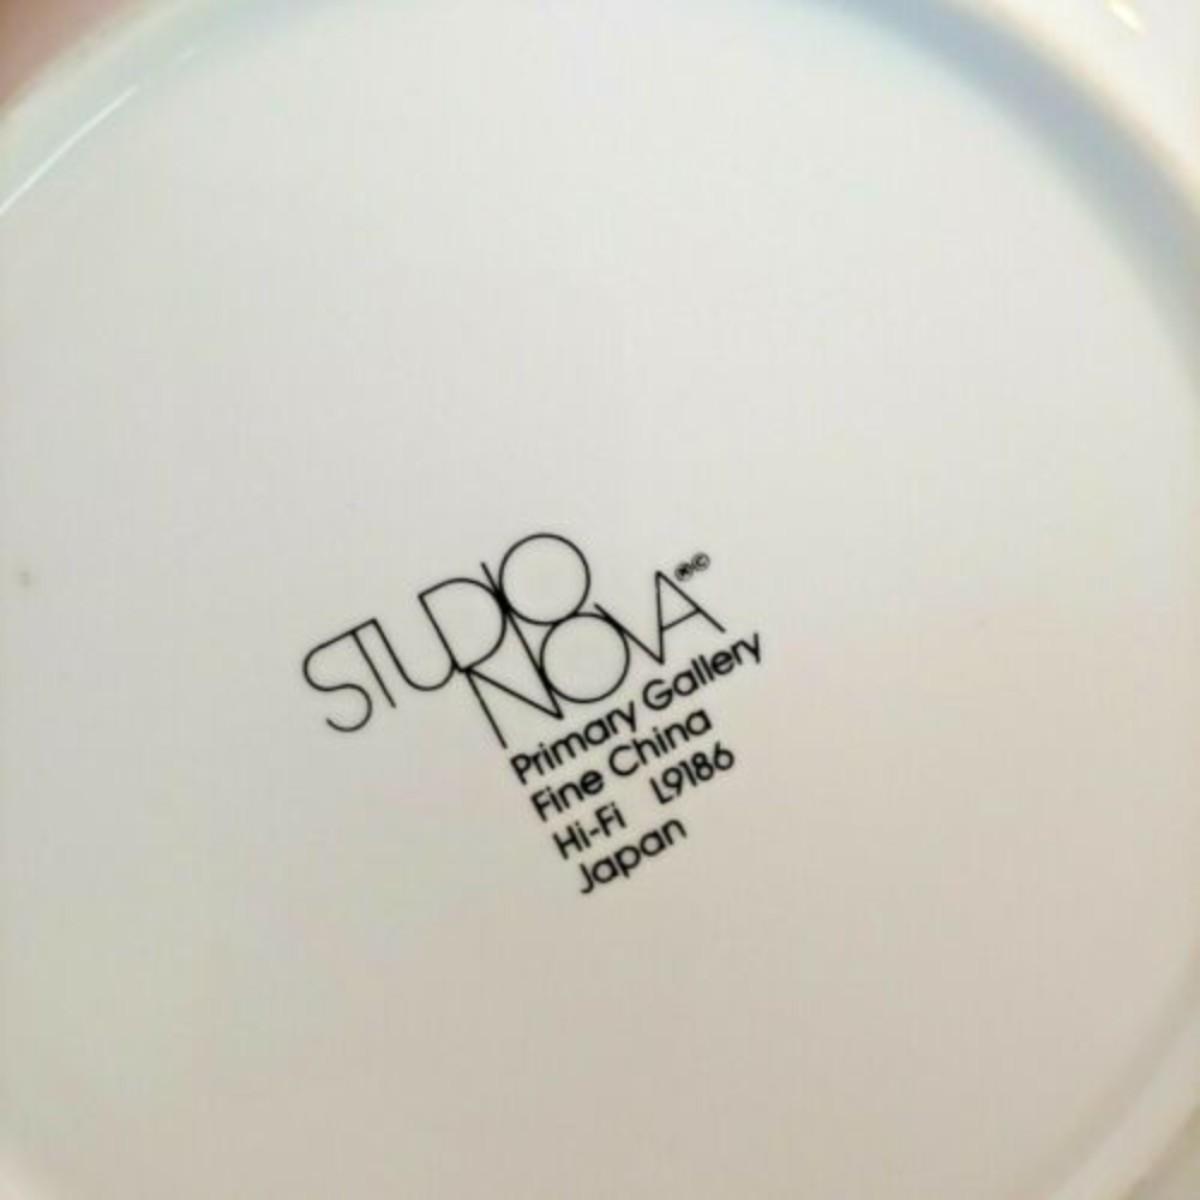 STUDIO
NOVA®©
Primary Gallery
Fine China
Hi-Fi L9186
Japan